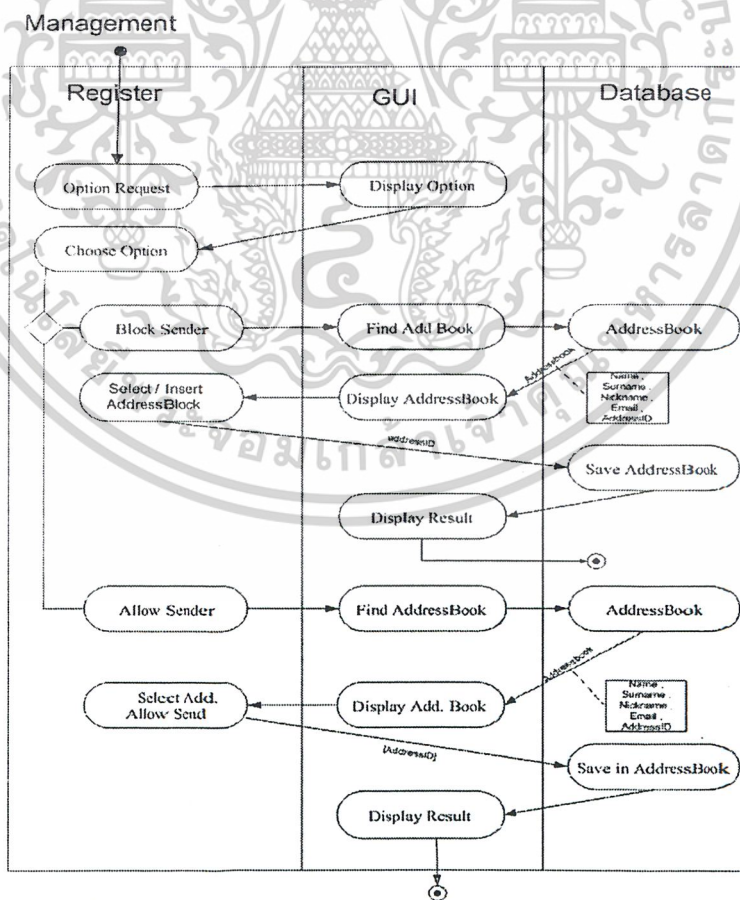 Management
Register
GUI
Database
Option Request
Display Option
Choose Option
Block Sender
Find Add Book
AddressBook
AddressBook
Name ,
Surname ,
Nickname ,
Email ,
AddressID
Select / Insert
AddressBlock
Display AddressBook
addressID
Save AddressBook
Display Result
Allow Sender
Find AddressBook
AddressBook
Addressbook
Name ,
Surname ,
Nickname ,
Email ,
AddressID
Select Add.
Allow Send
Display Add. Book
[AddressID]
Save in AddressBook
Display Result